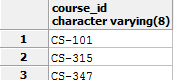 course_id
character varying(8)
1 CS-101
2 CS-315
3 CS-347